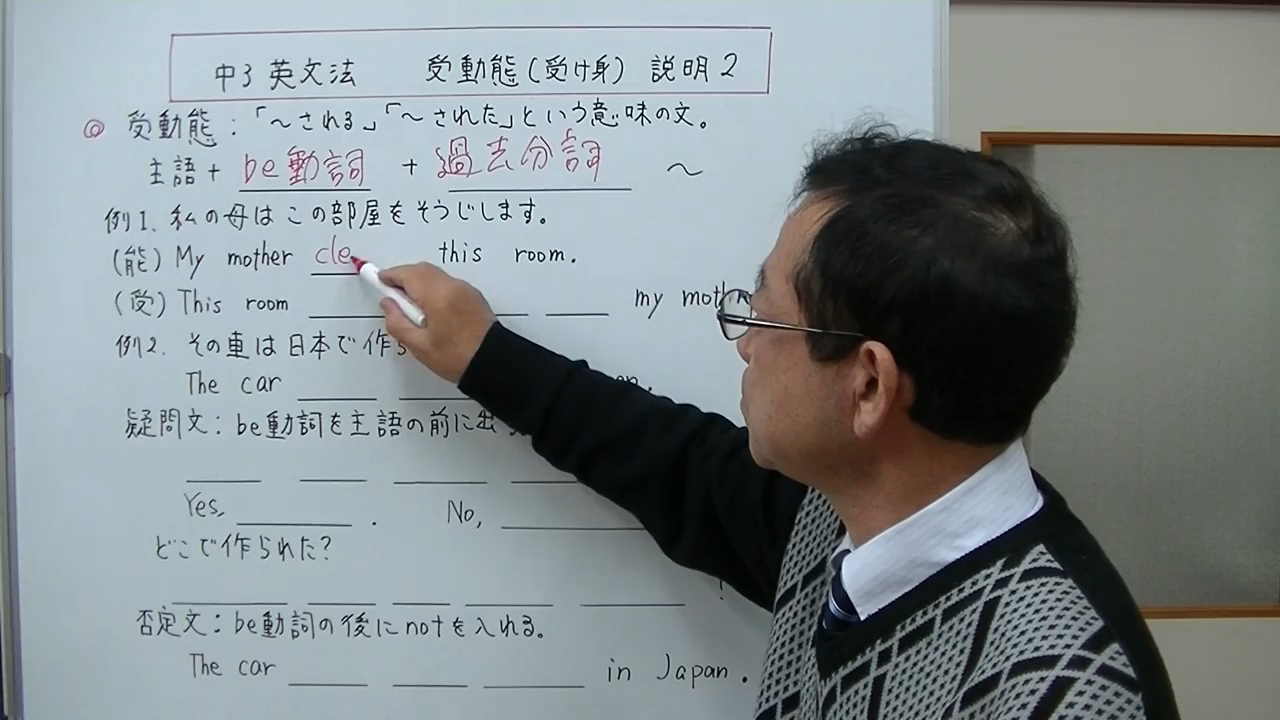 中3英文法 受動態(受け身) 説明2
◎ 受動態:「～される」「～された」という意味の文。
主語+ be動詞 + 過去分詞 ～
例1. 私の母はこの部屋をそうじします。
(能) My mother cle this room.
(受) This room my moth
例2. その車は日本で作ら
The car an.
疑問文: be動詞を主語の前に出
Yes, . No,
どこで作られた?
?
否定文: be動詞の後にnotを入れる。
The car in Japan.